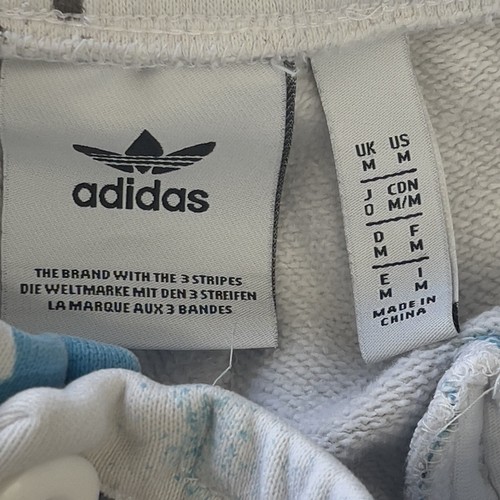 adidas
THE BRAND WITH THE 3 STRIPES
DIE WELTMARKE MIT DEN 3 STREIFEN
LA MARQUE AUX 3 BANDES
UK US
M M
J CDN
O M/M
D F
M M
E I
M M
MADE IN
CHINA